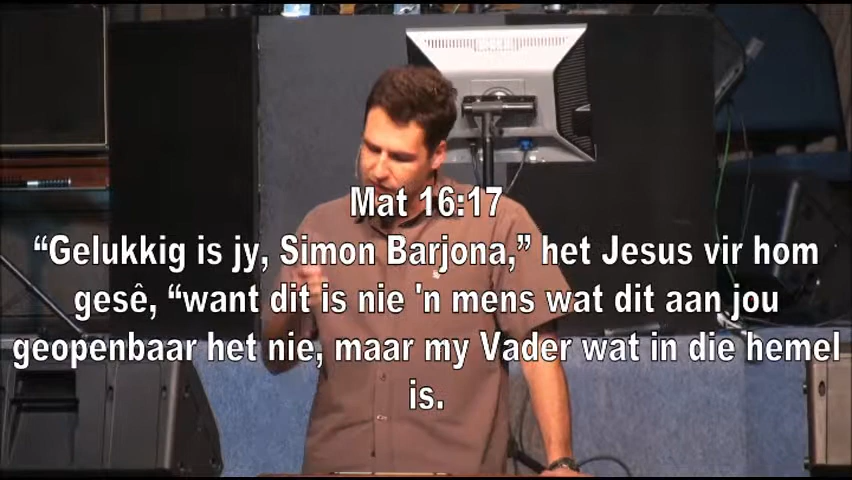 Mat 16:17
“Gelukkig is jy, Simon Barjona,” het Jesus vir hom
gesê, “want dit is nie 'n mens wat dit aan jou
geopenbaar het nie, maar my Vader wat in die hemel
is.